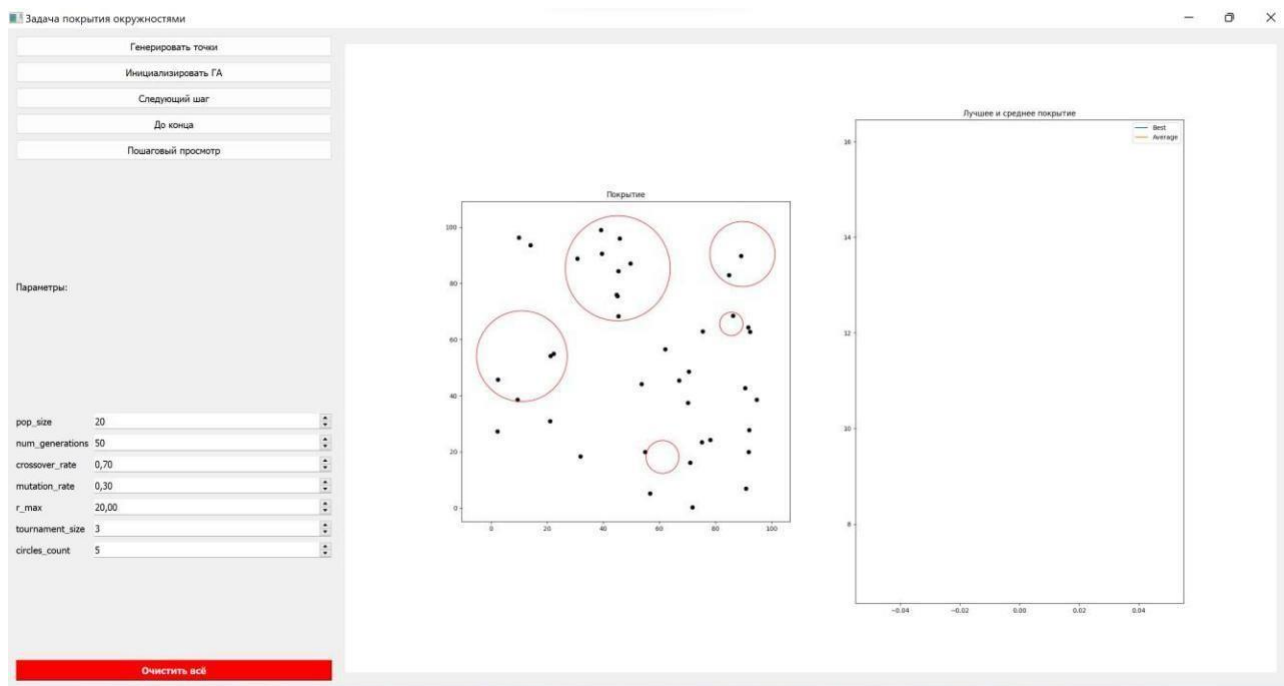 Задача покрытия окружностями
Генерировать точки
Инициализировать ГА
Следующий шаг
До конца
Пошаговый просмотр
Параметры:
pop_size 20
num_generations 50
crossover_rate 0,70
mutation_rate 0,30
r_max 20,00
tournament_size 3
circles_count 5
Очистить всё
Покрытие
100
80
60
40
20
0
0 20 40 60 80 100
Лучшее и среднее покрытие
Best
Average
16
14
12
10
8
−0.04 −0.02 0.00 0.02 0.04